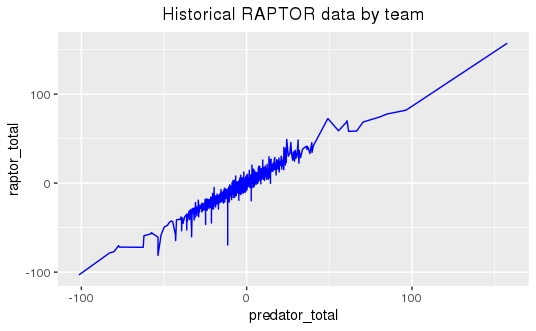 Historical RAPTOR data by team
raptor_total
100
0
-100
-100 0 100
predator_total